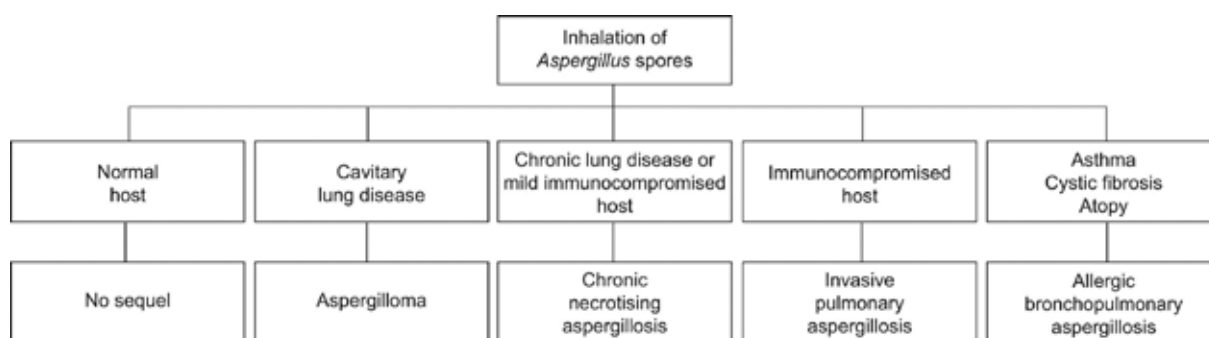 Inhalation of
Aspergillus spores
Normal
host
Cavitary
lung disease
Chronic lung disease or
mild immunocompromised
host
Immunocompromised
host
Asthma
Cystic fibrosis
Atopy
No sequel
Aspergilloma
Chronic
necrotising
aspergillosis
Invasive
pulmonary
aspergillosis
Allergic
bronchopulmonary
aspergillosis